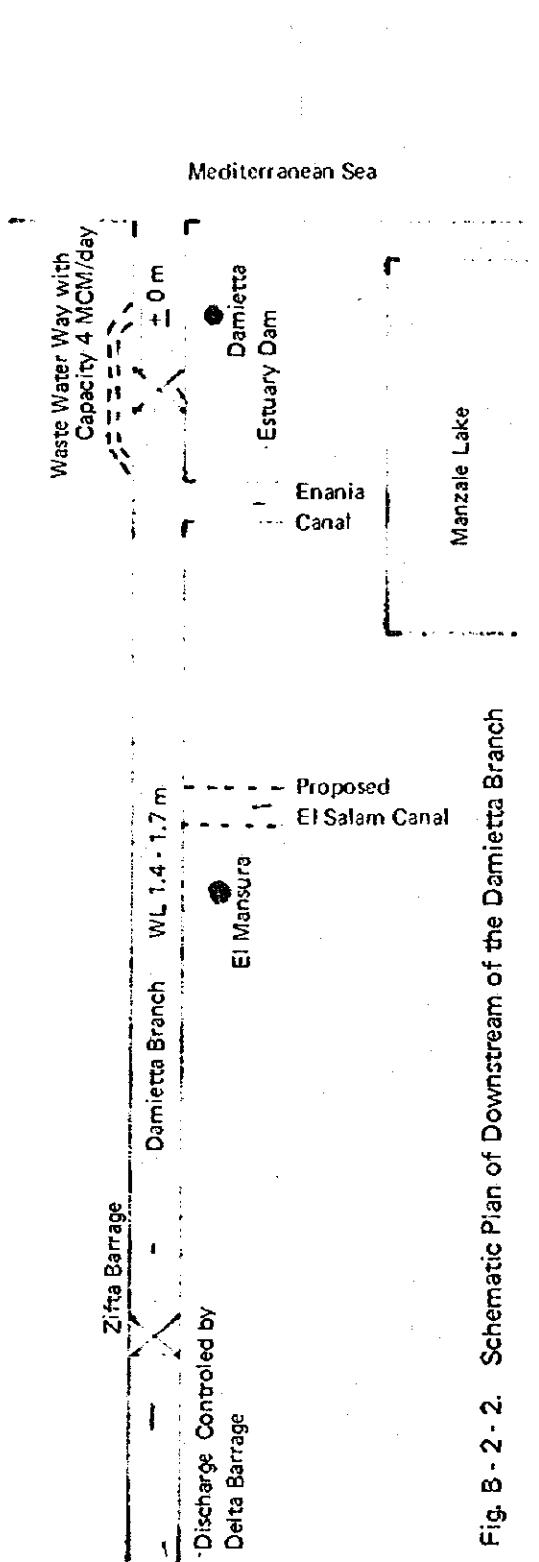 Mediterranean Sea
Waste Water Way with
Capacity 4 MCM/day
± 0 m
Damietta
Estuary Dam
Enania
Canal
Manzale Lake
Proposed
El Salam Canal
Damietta Branch WL 1.4 - 1.7 m
El Mansura
Zifta Barrage
Discharge Controled by
Delta Barrage
Fig. B - 2 - 2. Schematic Plan of Downstream of the Damietta Branch